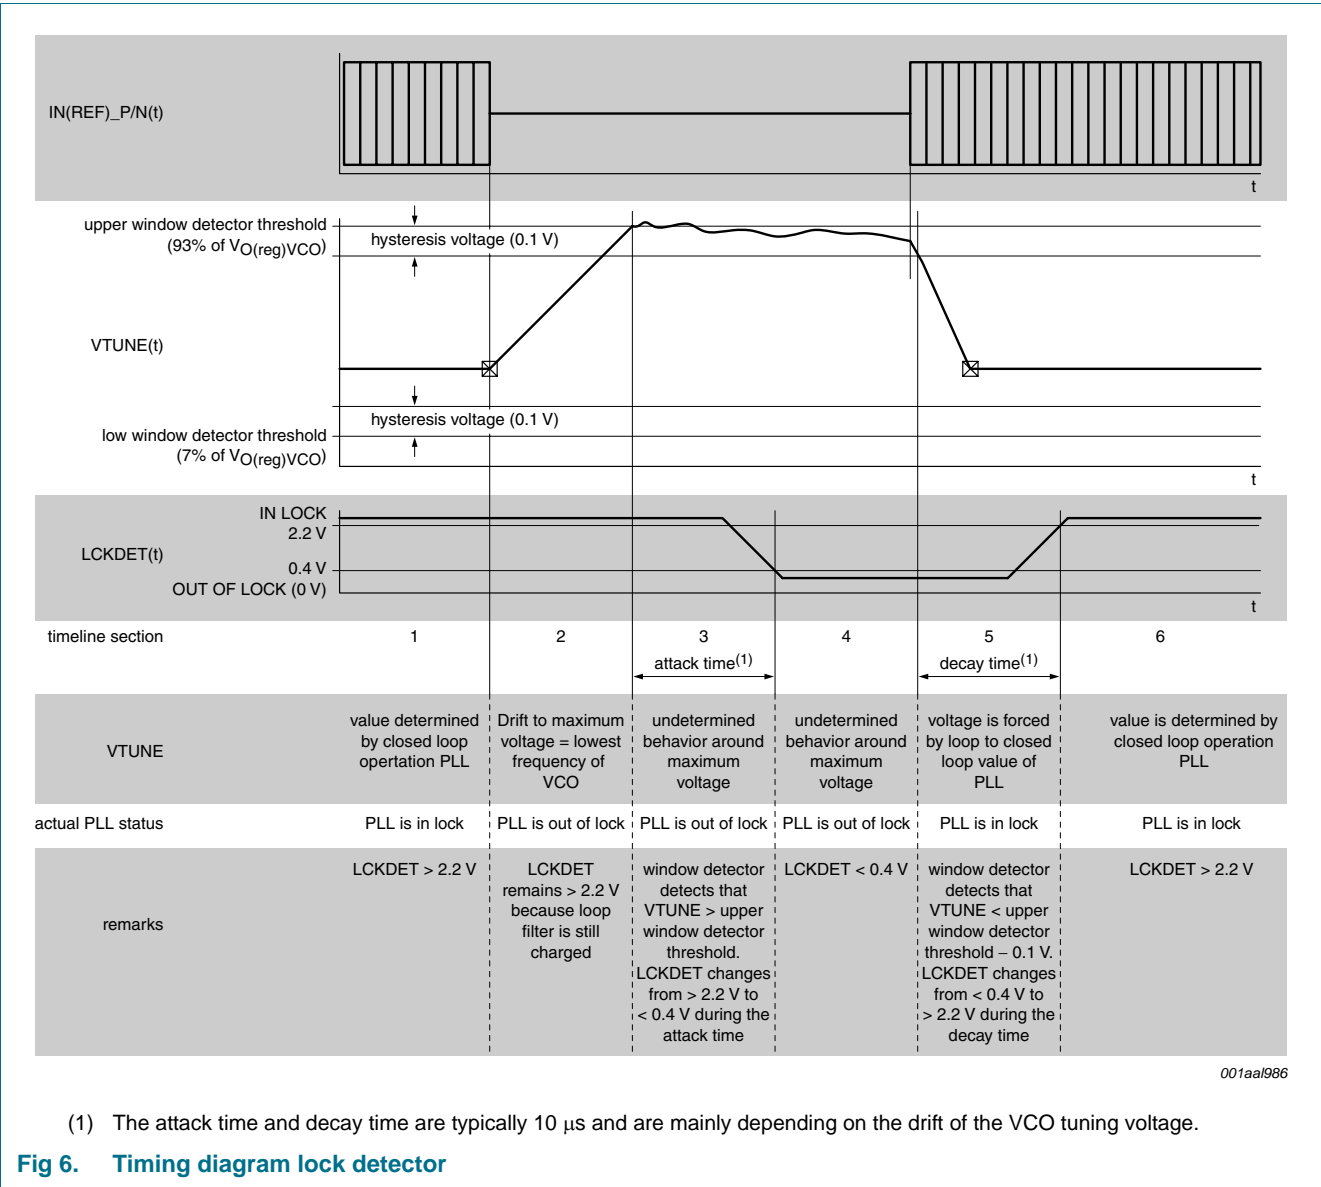 IN(REF)_P/N(t)
t
upper window detector threshold
(93% of VO(reg)VCO)
hysteresis voltage (0.1 V)
VTUNE(t)
hysteresis voltage (0.1 V)
low window detector threshold
(7% of VO(reg)VCO)
t
IN LOCK
2.2 V
LCKDET(t)
0.4 V
OUT OF LOCK (0 V)
t
timeline section 1 2 3 4 5 6
attack time(1) decay time(1)
VTUNE
value determined
by closed loop
opertation PLL
Drift to maximum
voltage = lowest
frequency of
VCO
undetermined
behavior around
maximum
voltage
undetermined
behavior around
maximum
voltage
voltage is forced
by loop to closed
loop value of
PLL
value is determined by
closed loop operation
PLL
actual PLL status PLL is in lock PLL is out of lock PLL is out of lock PLL is out of lock PLL is in lock PLL is in lock
remarks
LCKDET > 2.2 V
LCKDET
remains > 2.2 V
because loop
filter is still
charged
window detector
detects that
VTUNE > upper
window detector
threshold.
LCKDET changes
from > 2.2 V to
< 0.4 V during the
attack time
LCKDET < 0.4 V
window detector
detects that
VTUNE < upper
window detector
threshold − 0.1 V.
LCKDET changes
from < 0.4 V to
> 2.2 V during the
decay time
LCKDET > 2.2 V
001aal986
(1) The attack time and decay time are typically 10 μs and are mainly depending on the drift of the VCO tuning voltage.
Fig 6. Timing diagram lock detector